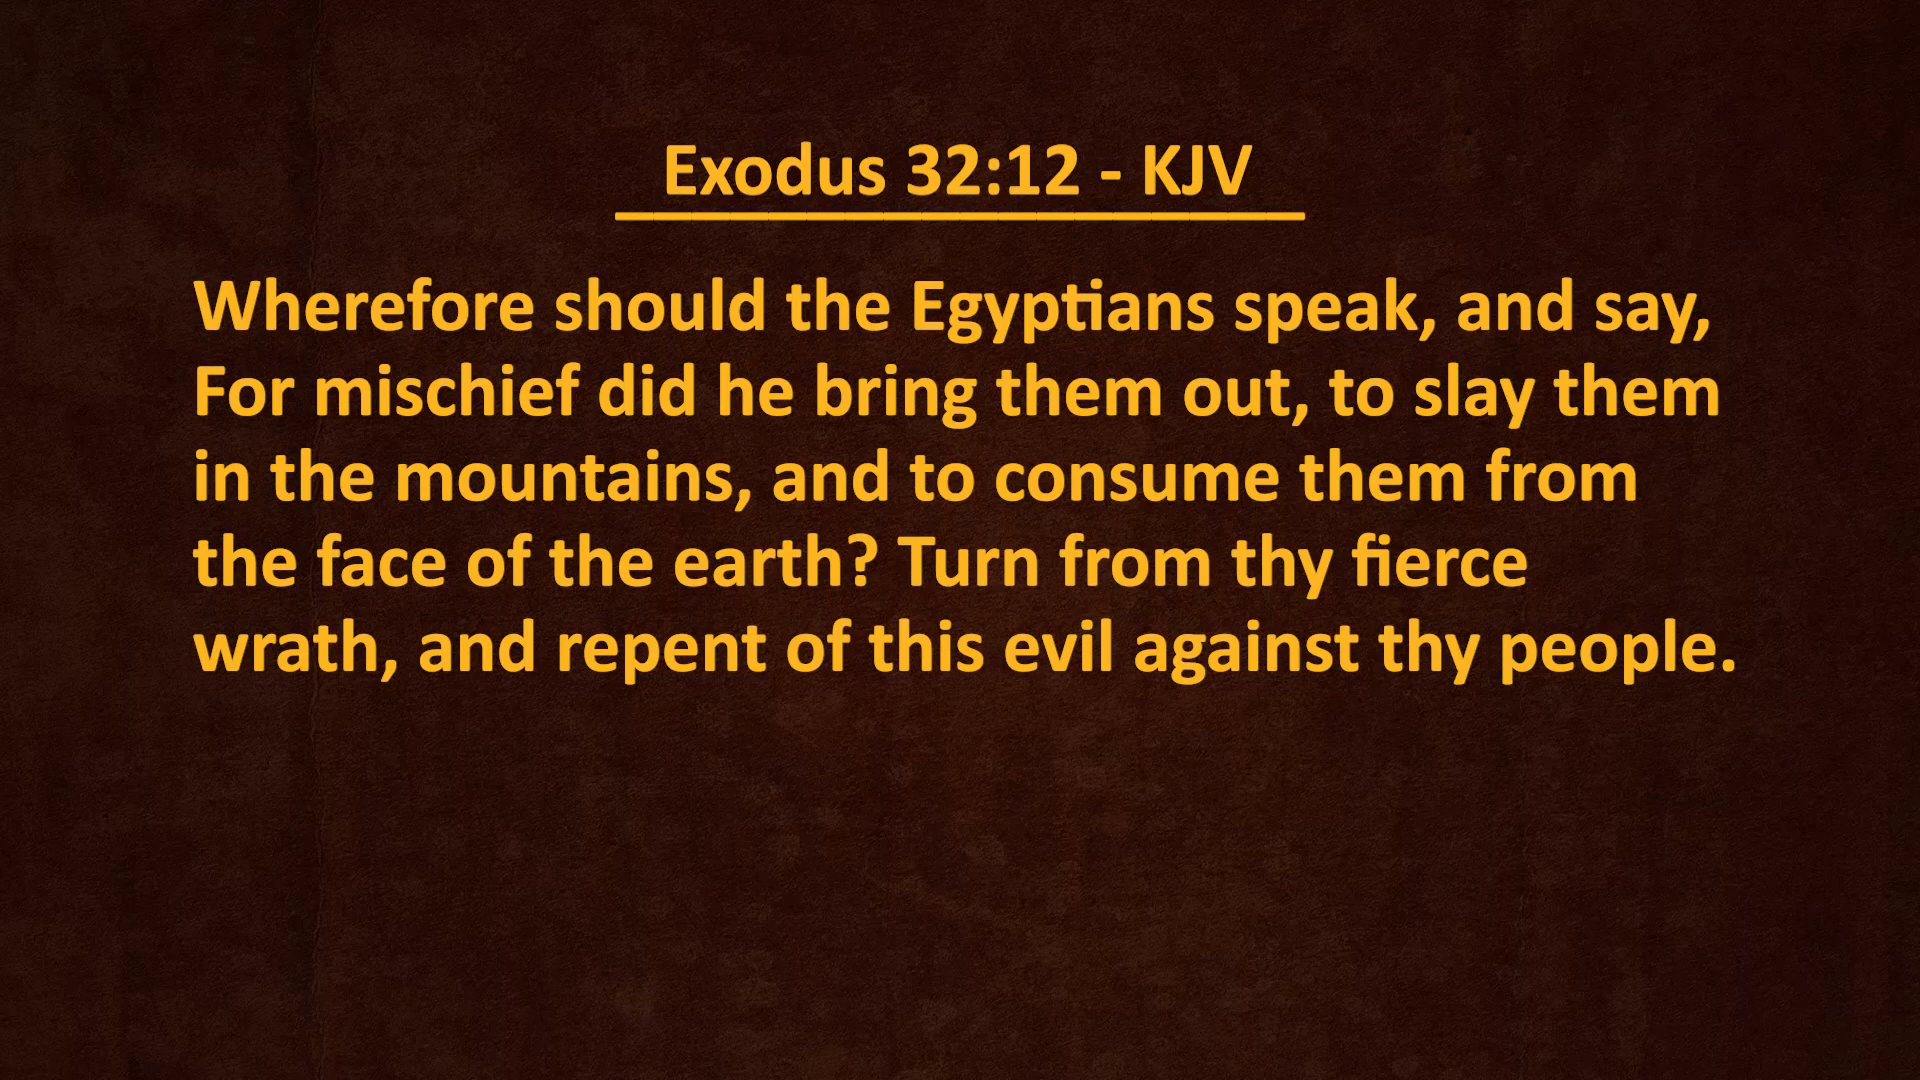 Exodus 32:12 - KJV
Wherefore should the Egyptians speak, and say,
For mischief did he bring them out, to slay them
in the mountains, and to consume them from
the face of the earth? Turn from thy fierce
wrath, and repent of this evil against thy people.